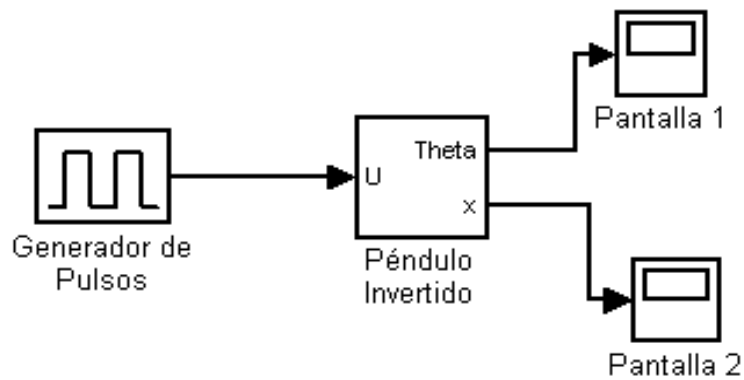 Pantalla 1
Theta
U
x
Generador de
Pulsos
Péndulo
Invertido
Pantalla 2